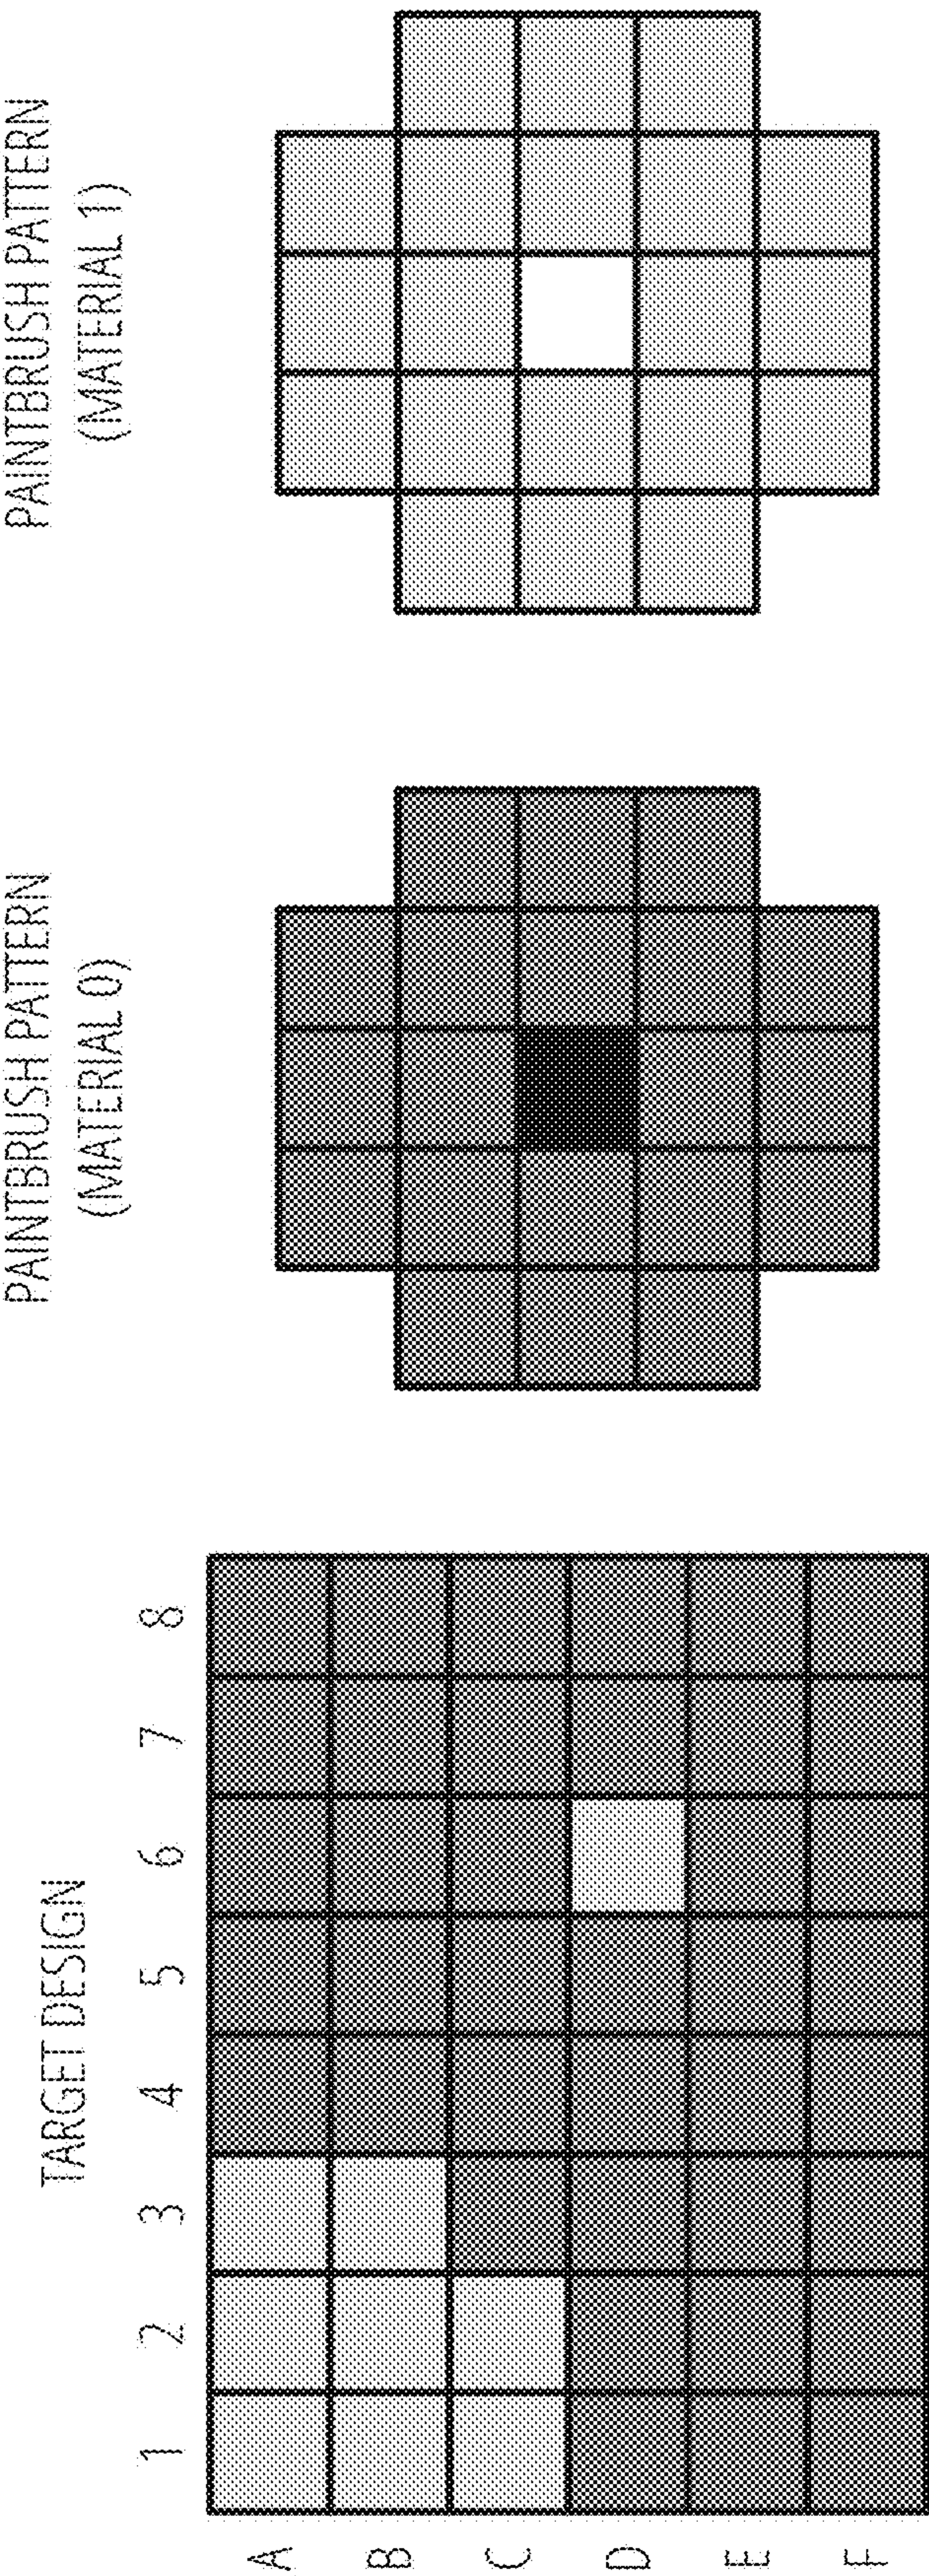 TARGET DESIGN
1 2 3 4 5 6 7 8
A
B
C
D
E
F
PAINTBRUSH PATTERN
(MATERIAL 0)
PAINTBRUSH PATTERN
(MATERIAL 1)